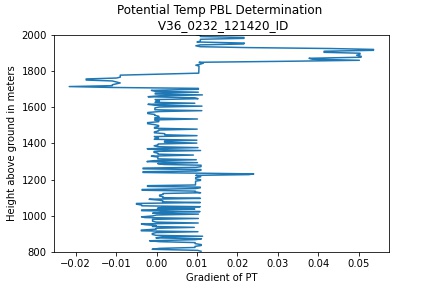 Potential Temp PBL Determination
V36_0232_121420_ID
2000
1800
1600
1400
1200
1000
800
Height above ground in meters
−0.02 −0.01 0.00 0.01 0.02 0.03 0.04 0.05
Gradient of PT